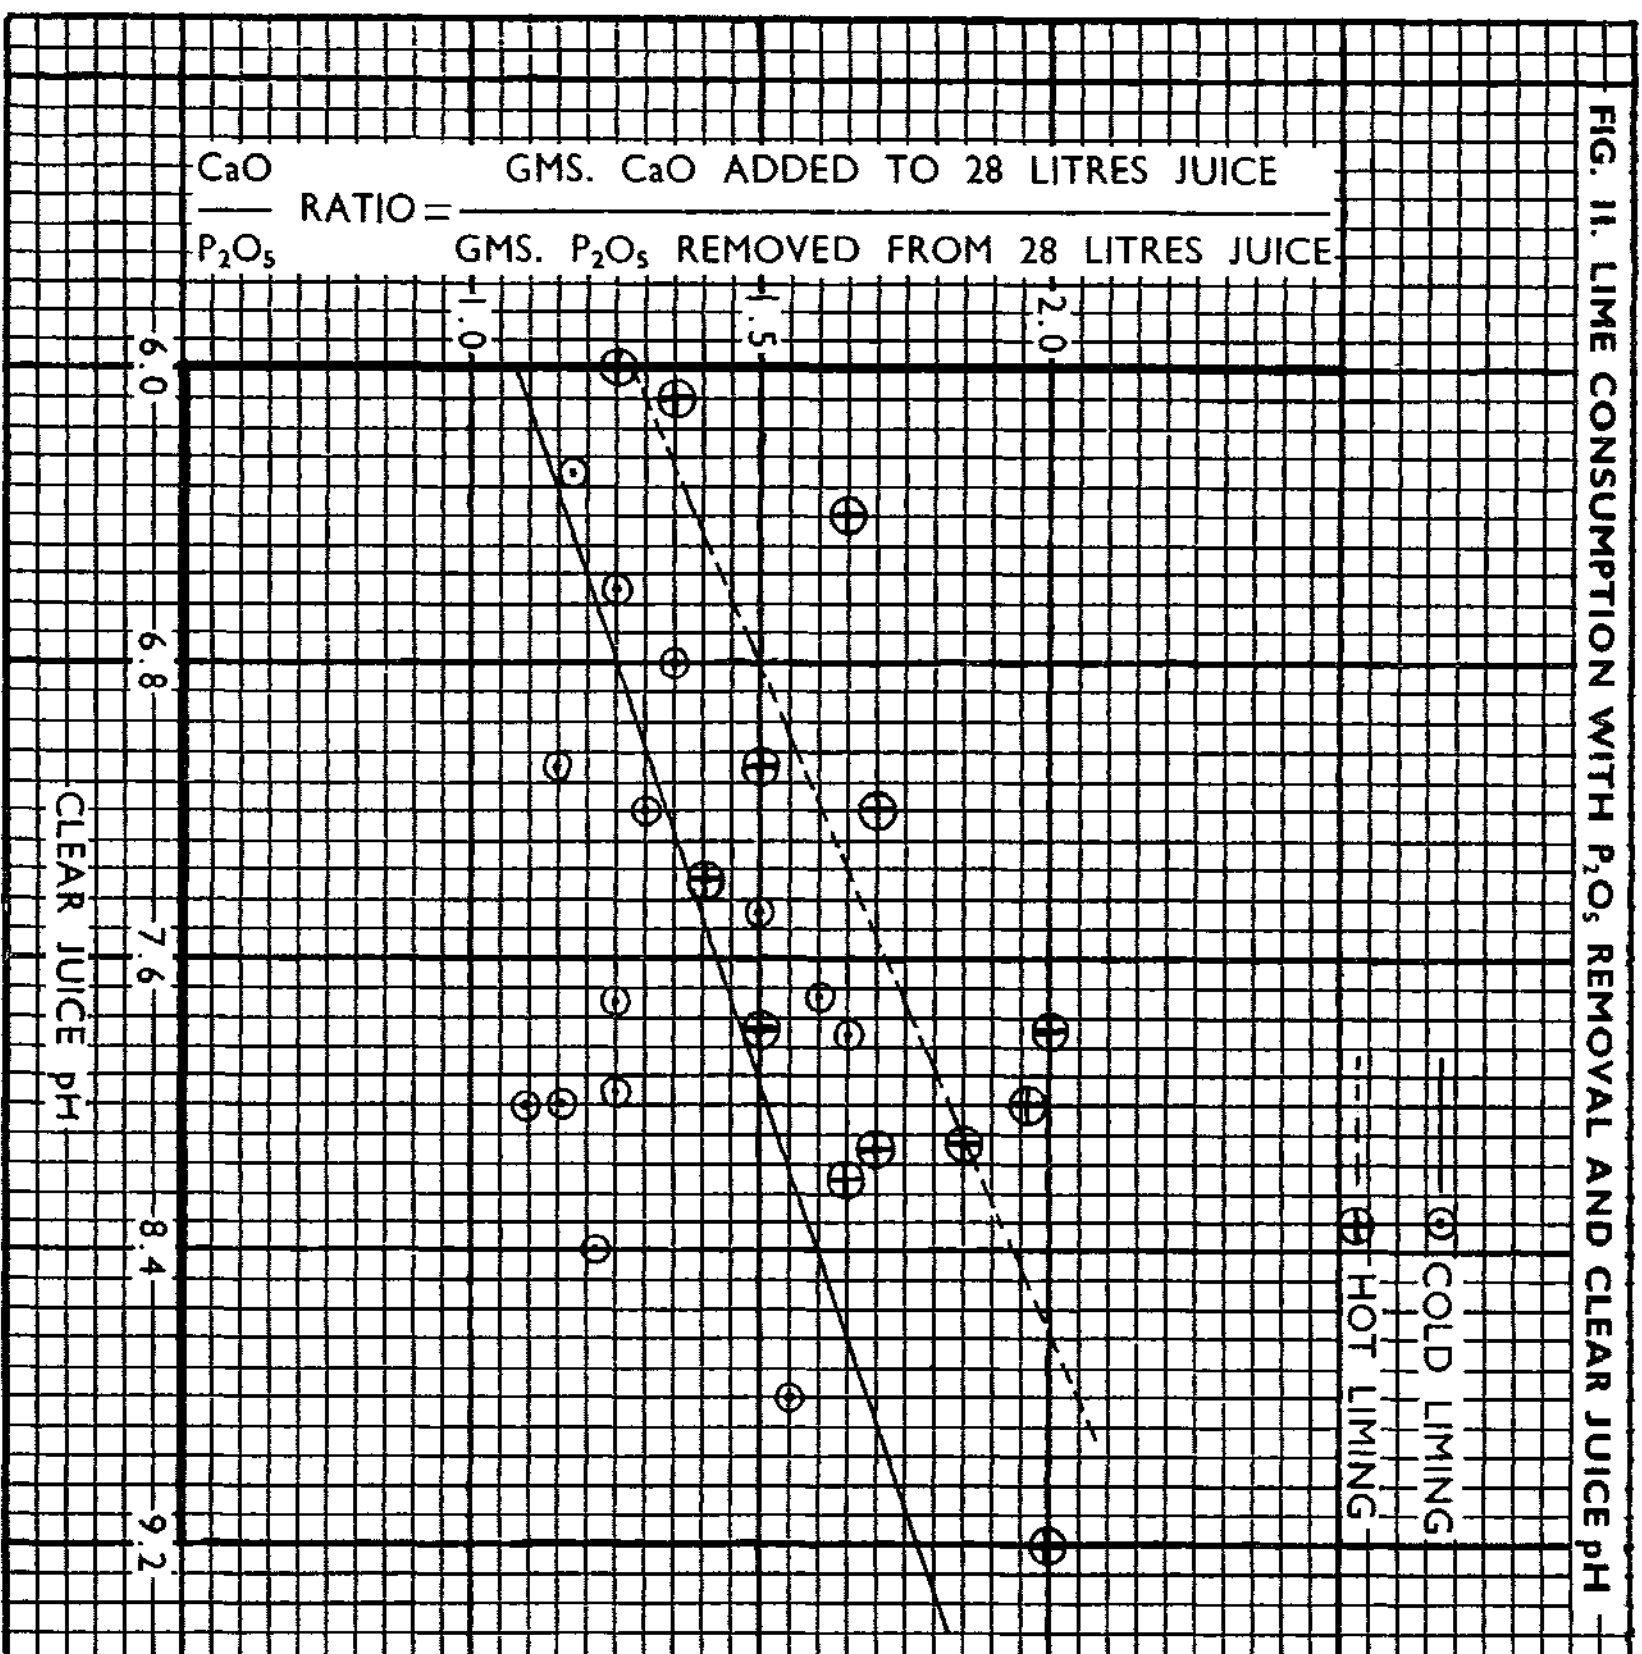 FIG. II. LIME CONSUMPTION WITH P₂O₅ REMOVAL AND CLEAR JUICE pH
COLD LIMING
HOT LIMING
CaO GMS. CaO ADDED TO 28 LITRES JUICE
RATIO =
P₂O₅ GMS. P₂O₅ REMOVED FROM 28 LITRES JUICE
2.0
1.5
1.0
6.0 6.8 7.6 8.4 9.2
CLEAR JUICE pH